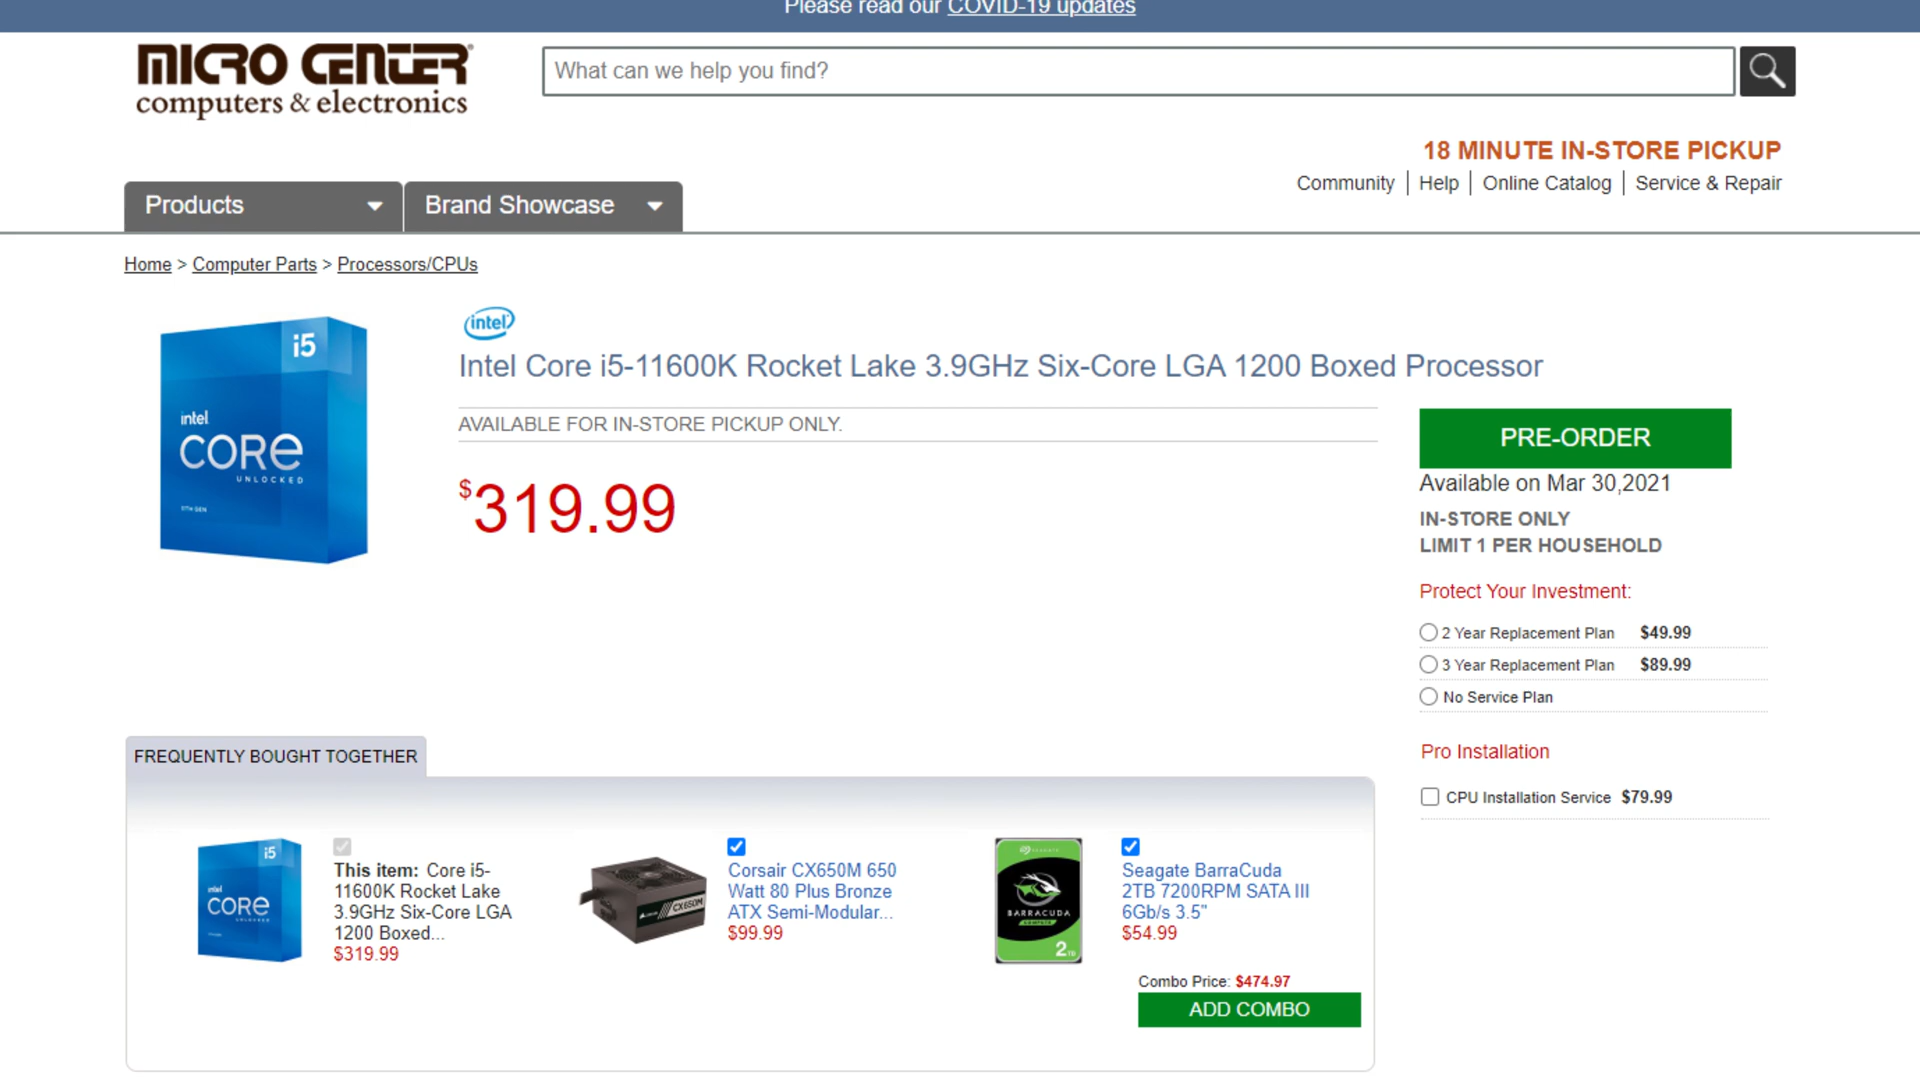 Please read our COVID-19 updates
MICRO CENTER
computers & electronics
What can we help you find?
18 MINUTE IN-STORE PICKUP
Community | Help | Online Catalog | Service & Repair
Products
Brand Showcase
Home > Computer Parts > Processors/CPUs
i5
intel
CORE
UNLOCKED
11TH GEN
intel
Intel Core i5-11600K Rocket Lake 3.9GHz Six-Core LGA 1200 Boxed Processor
AVAILABLE FOR IN-STORE PICKUP ONLY.
$319.99
PRE-ORDER
Available on Mar 30,2021
IN-STORE ONLY
LIMIT 1 PER HOUSEHOLD
Protect Your Investment:
2 Year Replacement Plan $49.99
3 Year Replacement Plan $89.99
No Service Plan
Pro Installation
CPU Installation Service $79.99
FREQUENTLY BOUGHT TOGETHER
i5
intel
CORE
This item: Core i5-
11600K Rocket Lake
3.9GHz Six-Core LGA
1200 Boxed...
$319.99
CX650M
Corsair CX650M 650
Watt 80 Plus Bronze
ATX Semi-Modular...
$99.99
SEAGATE
BARRACUDA
COMPUTE
2TB
Seagate BarraCuda
2TB 7200RPM SATA III
6Gb/s 3.5"
$54.99
Combo Price: $474.97
ADD COMBO